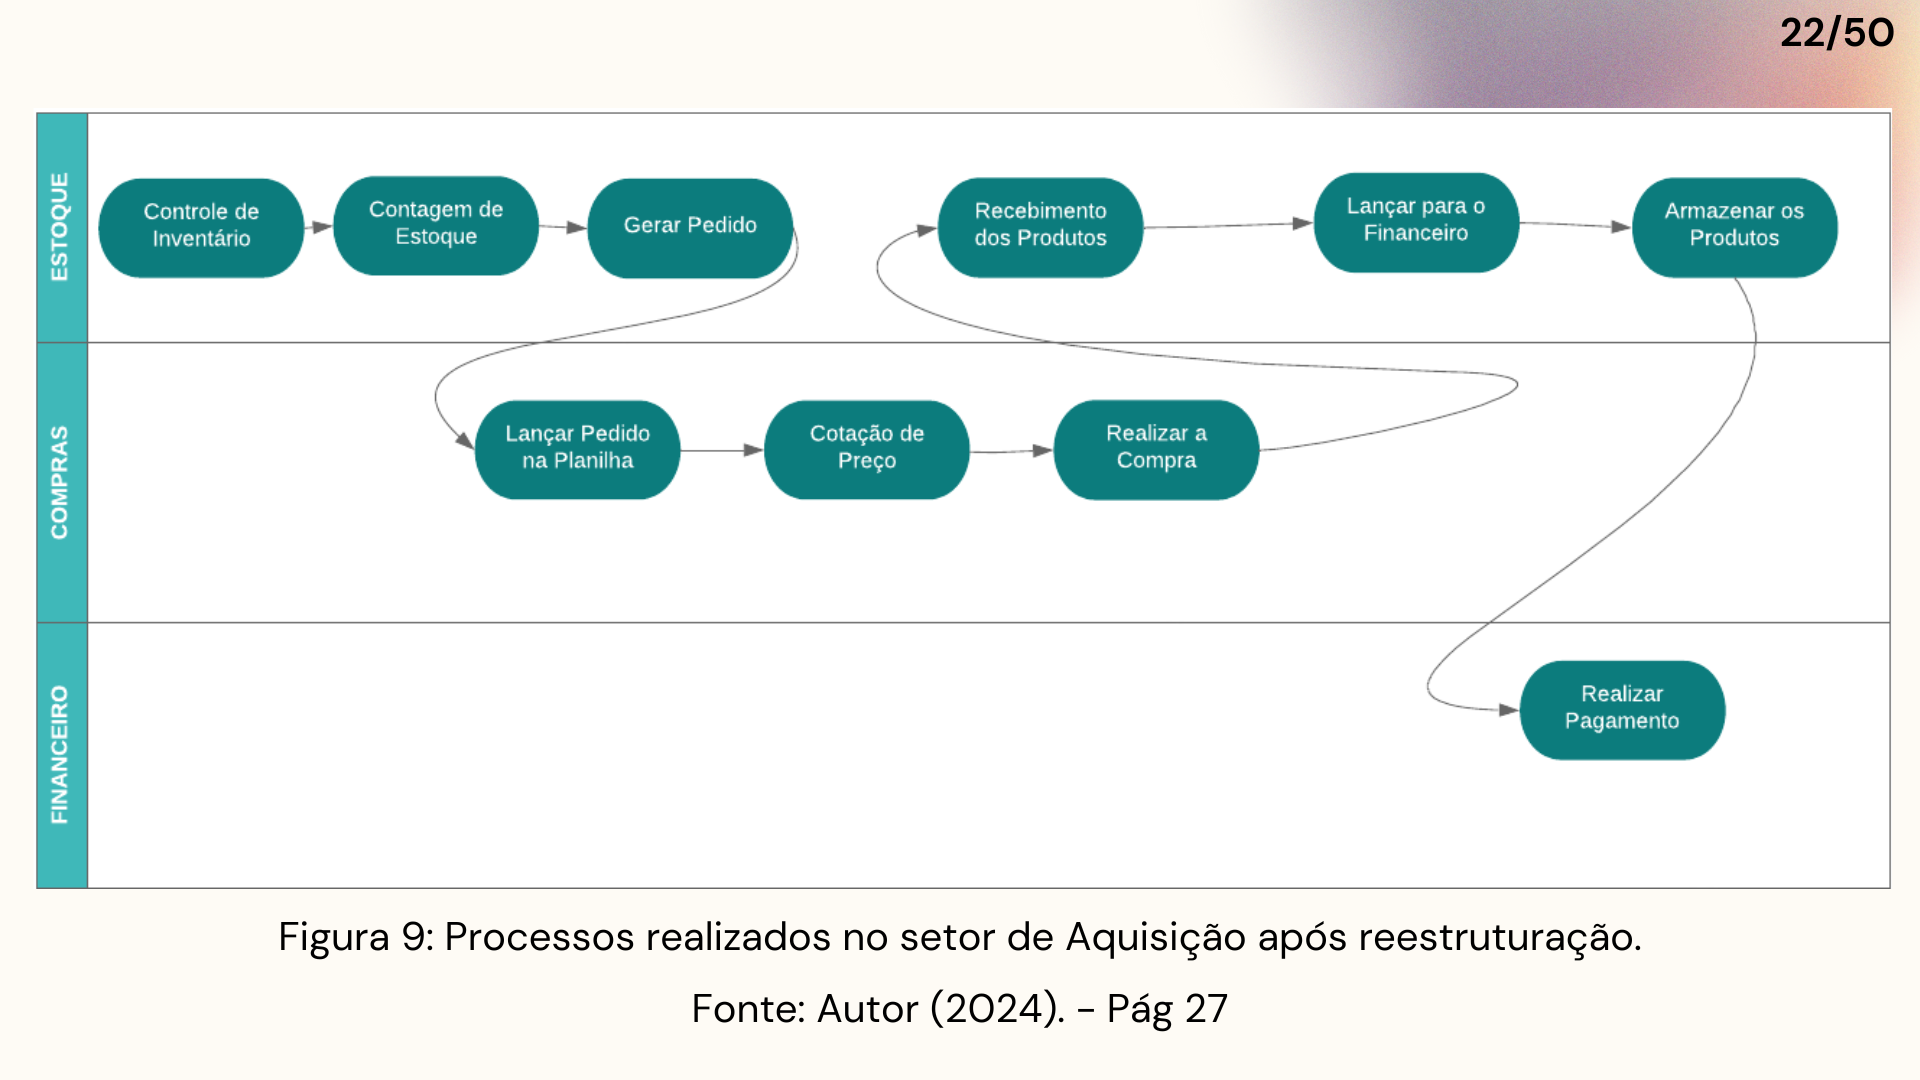 22/50
ESTOQUE
Controle de
Inventário
Contagem de
Estoque
Gerar Pedido
Recebimento
dos Produtos
Lançar para o
Financeiro
Armazenar os
Produtos
COMPRAS
Lançar Pedido
na Planilha
Cotação de
Preço
Realizar a
Compra
FINANCEIRO
Realizar
Pagamento
Figura 9: Processos realizados no setor de Aquisição após reestruturação.
Fonte: Autor (2024). - Pág 27